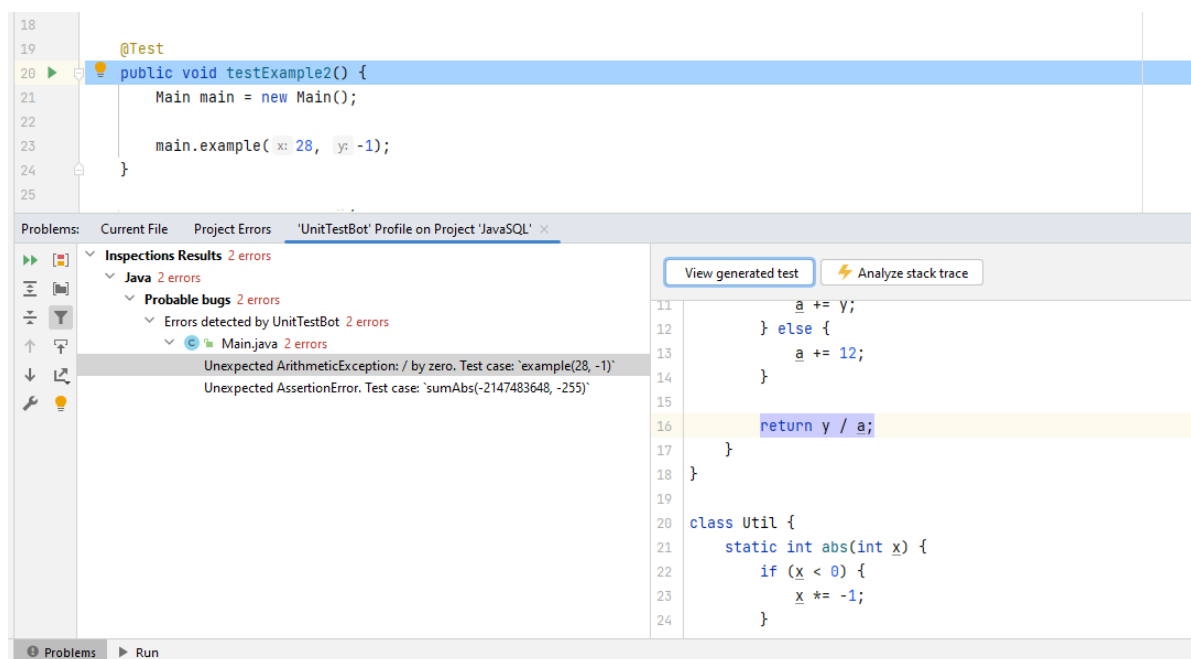 18
19 @Test
20 public void testExample2() {
21 Main main = new Main();
22
23 main.example( x: 28, y: -1);
24 }
25
Problems: Current File Project Errors 'UnitTestBot' Profile on Project 'JavaSQL'
Inspections Results 2 errors
Java 2 errors
Probable bugs 2 errors
Errors detected by UnitTestBot 2 errors
Main.java 2 errors
Unexpected ArithmeticException: / by zero. Test case: `example(28, -1)`
Unexpected AssertionError. Test case: `sumAbs(-2147483648, -255)`
View generated test Analyze stack trace
11 a += y;
12 } else {
13 a += 12;
14 }
15
16 return y / a;
17 }
18 }
19
20 class Util {
21 static int abs(int x) {
22 if (x < 0) {
23 x *= -1;
24 }
Problems Run